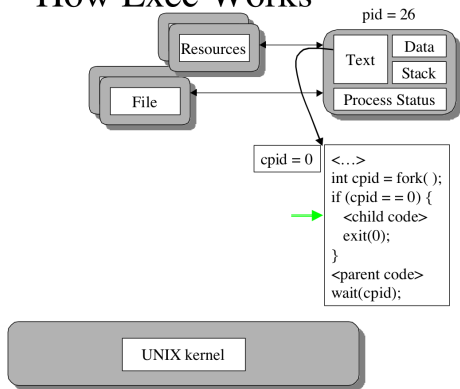 How Exec Works
pid = 26
Resources
Text
Data
Stack
File
Process Status
cpid = 0
<...>
int cpid = fork( );
if (cpid = = 0) {
<child code>
exit(0);
}
<parent code>
wait(cpid);
UNIX kernel